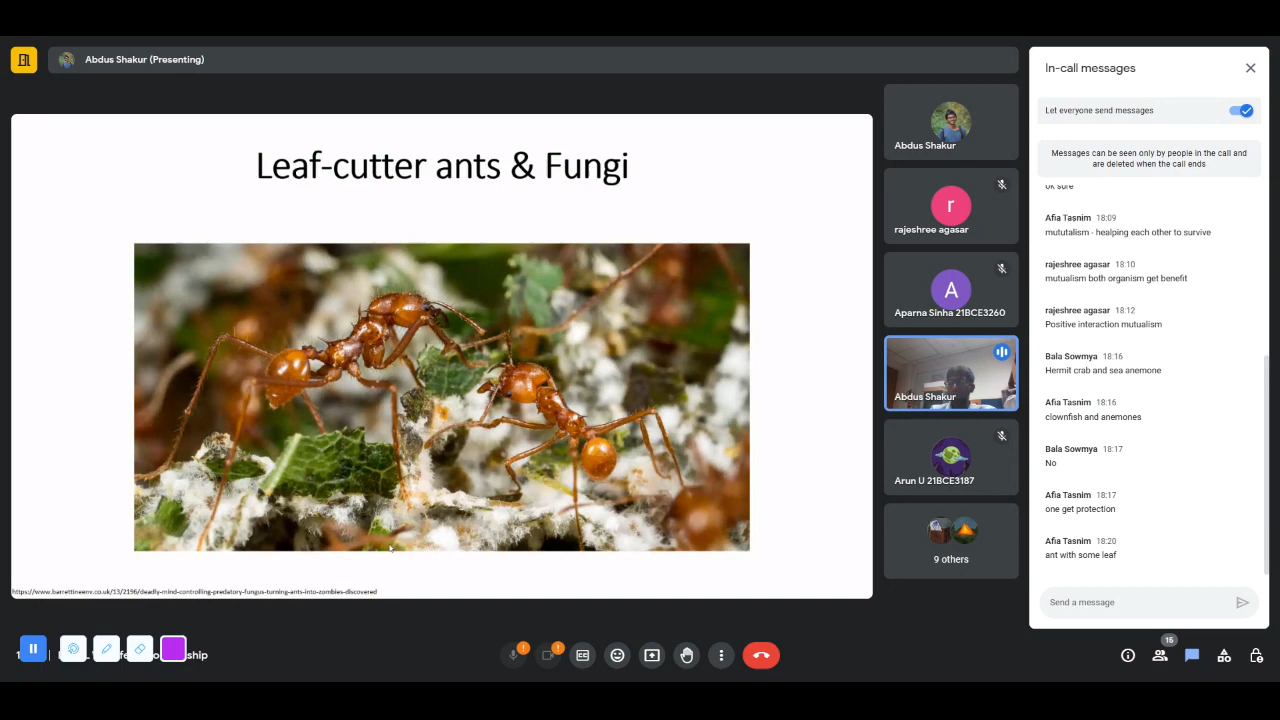 Abdus Shakur (Presenting)
Leaf-cutter ants & Fungi
https://www.barrettineenv.co.uk/13/2196/deadly-mind-controlling-predatory-fungus-turning-ants-into-zombies-discovered
Abdus Shakur
r
rajeshree agasar
A
Aparna Sinha 21BCE3260
Abdus Shakur
Arun U 21BCE3187
9 others
In-call messages
Let everyone send messages
Messages can be seen only by people in the call and
are deleted when the call ends
ok sure
Afia Tasnim 18:09
mututalism - healping each other to survive
rajeshree agasar 18:10
mutualism both organism get benefit
rajeshree agasar 18:12
Positive interaction mutualism
Bala Sowmya 18:16
Hermit crab and sea anemone
Afia Tasnim 18:16
clownfish and anemones
Bala Sowmya 18:17
No
Afia Tasnim 18:17
one get protection
Afia Tasnim 18:20
ant with some leaf
Send a message
ship
15